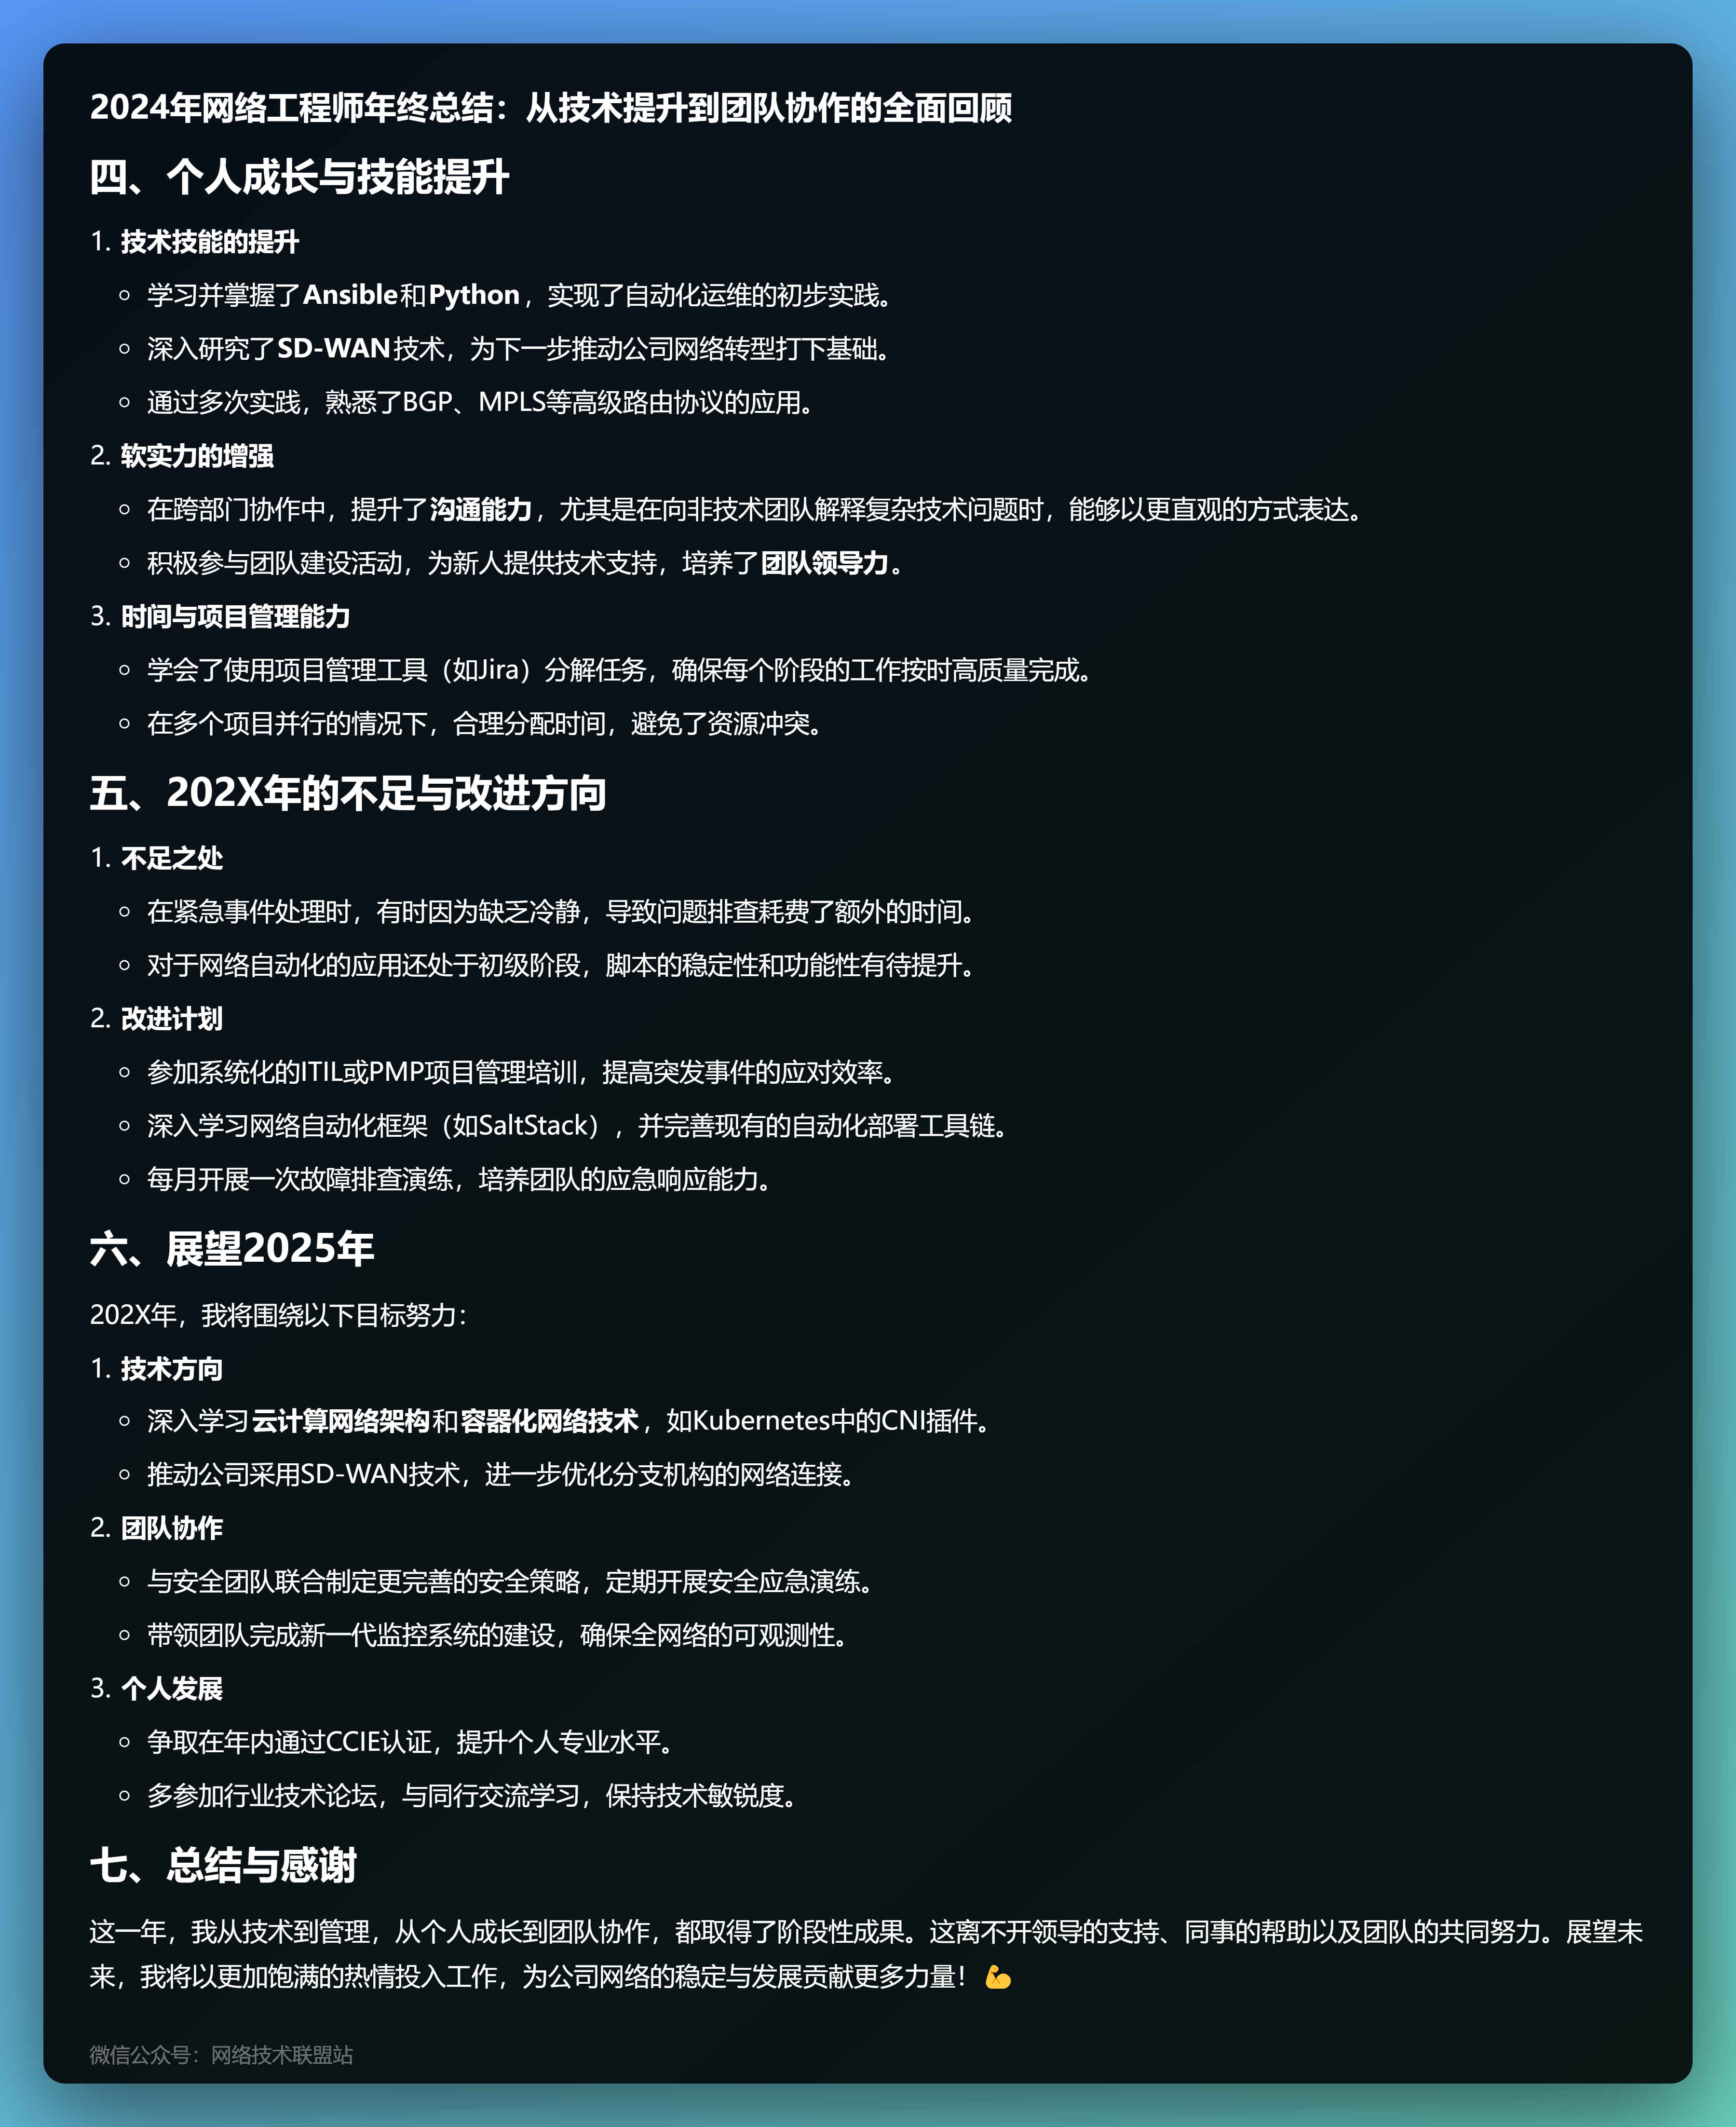 2024年网络工程师年终总结：从技术提升到团队协作的全面回顾
四、个人成长与技能提升
1. 技术技能的提升
○ 学习并掌握了Ansible和Python，实现了自动化运维的初步实践。
○ 深入研究了SD-WAN技术，为下一步推动公司网络转型打下基础。
○ 通过多次实践，熟悉了BGP、MPLS等高级路由协议的应用。
2. 软实力的增强
○ 在跨部门协作中，提升了沟通能力，尤其是在向非技术团队解释复杂技术问题时，能够以更直观的方式表达。
○ 积极参与团队建设活动，为新人提供技术支持，培养了团队领导力。
3. 时间与项目管理能力
○ 学会了使用项目管理工具（如Jira）分解任务，确保每个阶段的工作按时高质量完成。
○ 在多个项目并行的情况下，合理分配时间，避免了资源冲突。
五、202X年的不足与改进方向
1. 不足之处
○ 在紧急事件处理时，有时因为缺乏冷静，导致问题排查耗费了额外的时间。
○ 对于网络自动化的应用还处于初级阶段，脚本的稳定性和功能性有待提升。
2. 改进计划
○ 参加系统化的ITIL或PMP项目管理培训，提高突发事件的应对效率。
○ 深入学习网络自动化框架（如SaltStack），并完善现有的自动化部署工具链。
○ 每月开展一次故障排查演练，培养团队的应急响应能力。
六、展望2025年
202X年，我将围绕以下目标努力：
1. 技术方向
○ 深入学习云计算网络架构和容器化网络技术，如Kubernetes中的CNI插件。
○ 推动公司采用SD-WAN技术，进一步优化分支机构的网络连接。
2. 团队协作
○ 与安全团队联合制定更完善的安全策略，定期开展安全应急演练。
○ 带领团队完成新一代监控系统的建设，确保全网络的可观测性。
3. 个人发展
○ 争取在年内通过CCIE认证，提升个人专业水平。
○ 多参加行业技术论坛，与同行交流学习，保持技术敏锐度。
七、总结与感谢
这一年，我从技术到管理，从个人成长到团队协作，都取得了阶段性成果。这离不开领导的支持、同事的帮助以及团队的共同努力。展望未
来，我将以更加饱满的热情投入工作，为公司网络的稳定与发展贡献更多力量！💪
微信公众号：网络技术联盟站